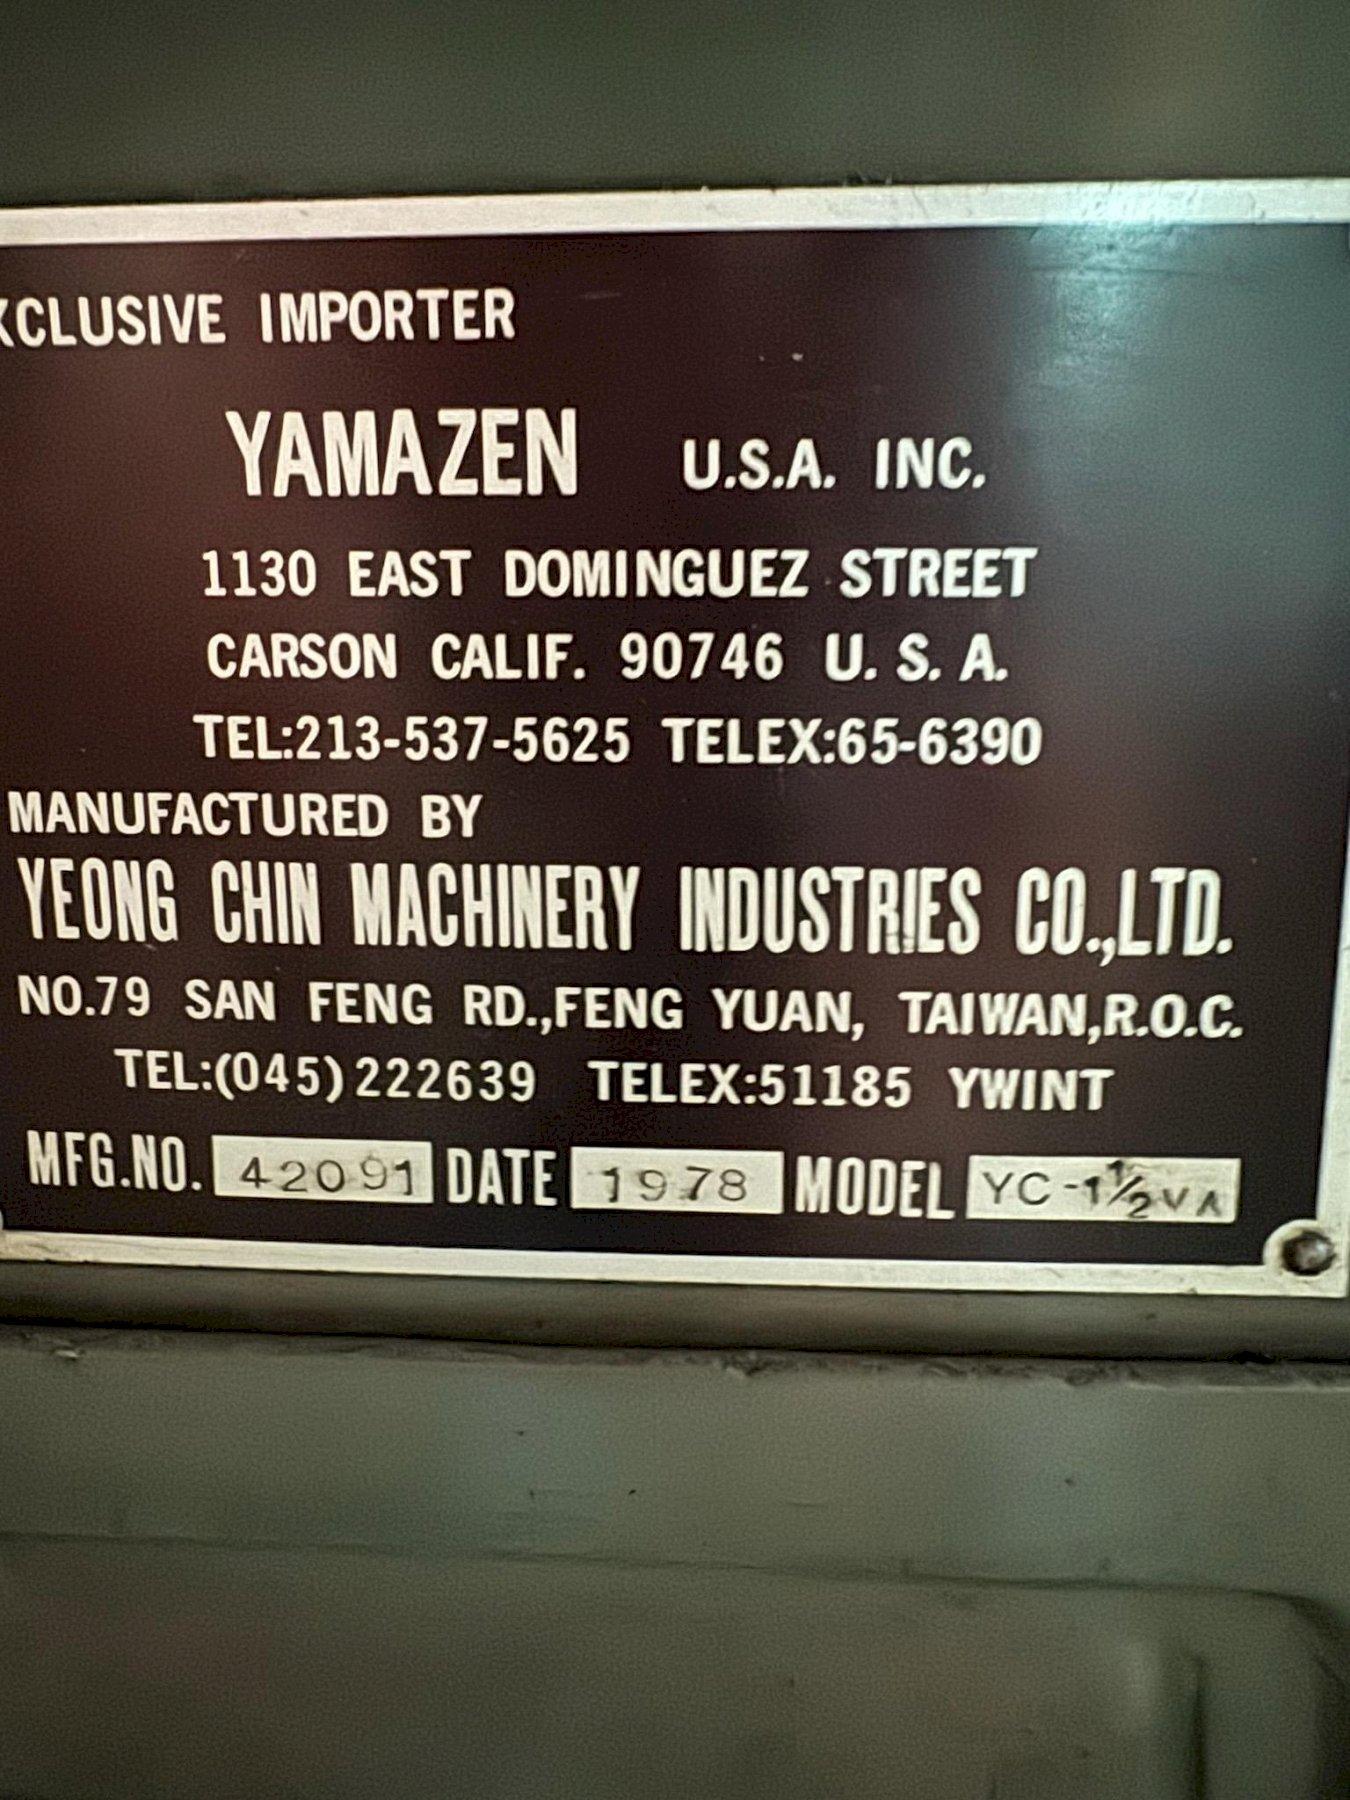 XCLUSIVE IMPORTER
YAMAZEN U.S.A. INC.
1130 EAST DOMINGUEZ STREET
CARSON CALIF. 90746 U. S. A.
TEL:213-537-5625 TELEX:65-6390
MANUFACTURED BY
YEONG CHIN MACHINERY INDUSTRIES CO.,LTD.
NO.79 SAN FENG RD.,FENG YUAN, TAIWAN,R.O.C.
TEL:(045)222639 TELEX:51185 YWINT
MFG.NO. 42091 DATE 1978 MODEL YC-1½VA